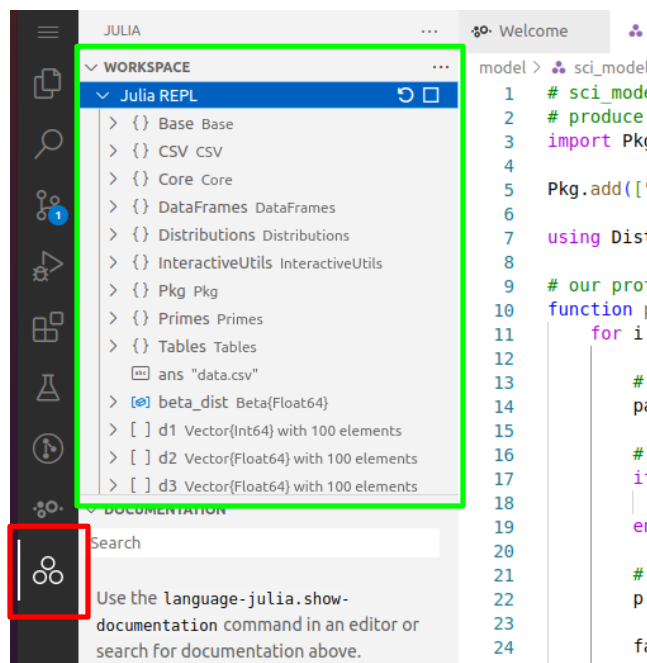 JULIA ...
WORKSPACE ...
Julia REPL
{} Base Base
{} CSV CSV
{} Core Core
{} DataFrames DataFrames
{} Distributions Distributions
{} InteractiveUtils InteractiveUtils
{} Pkg Pkg
{} Primes Primes
{} Tables Tables
abc ans "data.csv"
beta_dist Beta{Float64}
[ ] d1 Vector{Int64} with 100 elements
[ ] d2 Vector{Float64} with 100 elements
[ ] d3 Vector{Float64} with 100 elements
DOCUMENTATION
Search
Use the language-julia.show-
documentation command in an editor or
search for documentation above.
1
Welcome
model > sci_model
1 # sci_mode
2 # produce
3 import Pkg
4
5 Pkg.add(["
6
7 using Dist
8
9 # our prot
10 function p
11 for i
12
13 #
14 pa
15
16 #
17 i
18
19 en
20
21 #
22 p
23
24 fa